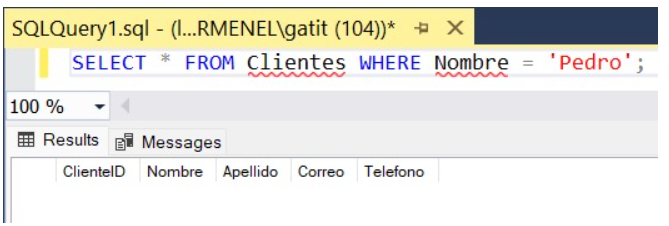 SQLQuery1.sql - (l...RMENEL\gatit (104))*
SELECT * FROM Clientes WHERE Nombre = 'Pedro';
100 %
Results Messages
ClienteID Nombre Apellido Correo Telefono